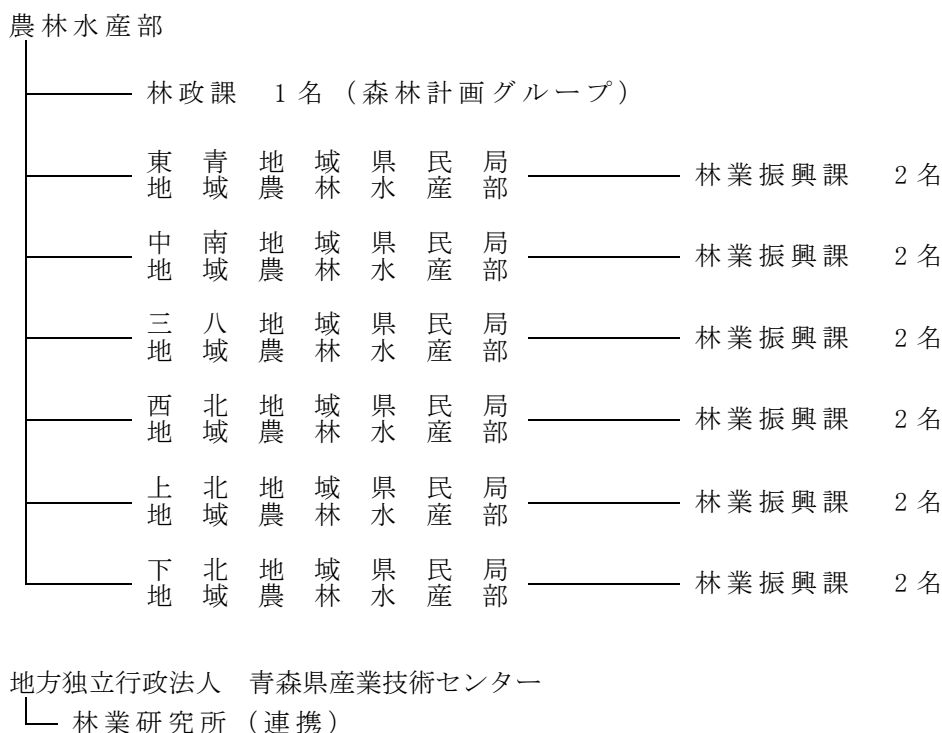 農林水産部
林政課　1名（森林計画グループ）
東青地域県民局
地域農林水産部　林業振興課　2名
中南地域県民局
地域農林水産部　林業振興課　2名
三八地域県民局
地域農林水産部　林業振興課　2名
西北地域県民局
地域農林水産部　林業振興課　2名
上北地域県民局
地域農林水産部　林業振興課　2名
下北地域県民局
地域農林水産部　林業振興課　2名
地方独立行政法人　青森県産業技術センター
林業研究所（連携）